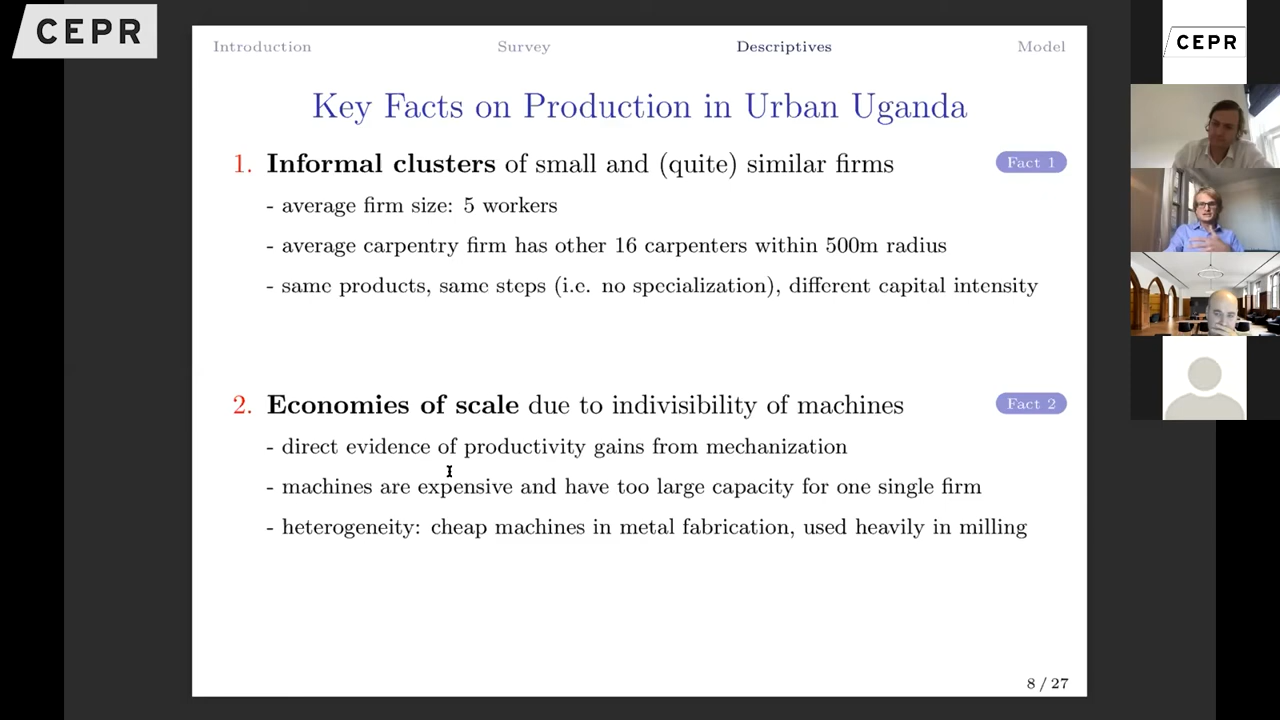 CEPR
Introduction Survey Descriptives Model
CEPR
Key Facts on Production in Urban Uganda
1. Informal clusters of small and (quite) similar firms Fact 1
- average firm size: 5 workers
- average carpentry firm has other 16 carpenters within 500m radius
- same products, same steps (i.e. no specialization), different capital intensity
2. Economies of scale due to indivisibility of machines Fact 2
- direct evidence of productivity gains from mechanization
- machines are expensive and have too large capacity for one single firm
- heterogeneity: cheap machines in metal fabrication, used heavily in milling
8 / 27